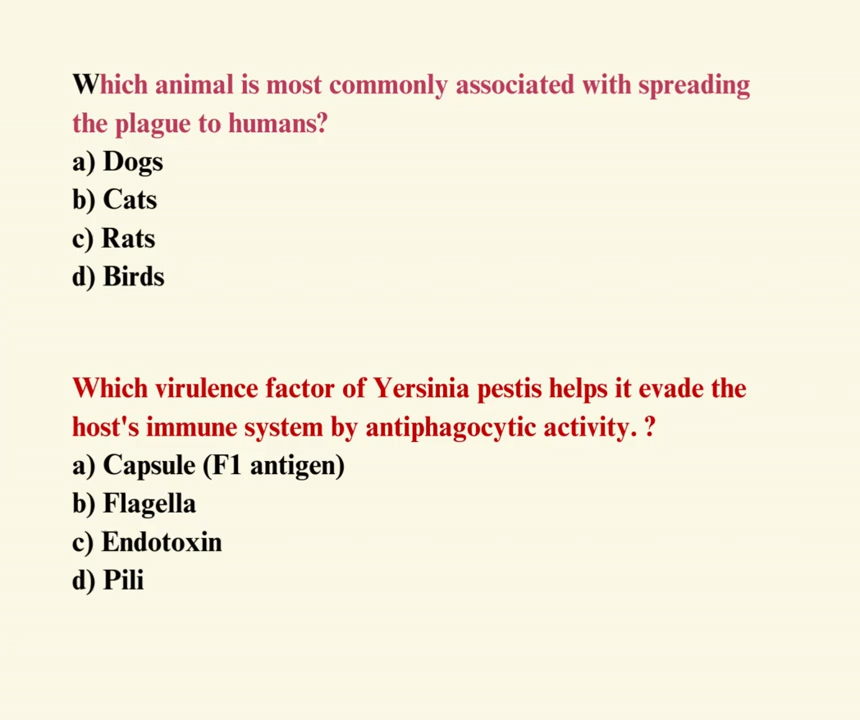 Which animal is most commonly associated with spreading
the plague to humans?
a) Dogs
b) Cats
c) Rats
d) Birds
Which virulence factor of Yersinia pestis helps it evade the
host's immune system by antiphagocytic activity. ?
a) Capsule (F1 antigen)
b) Flagella
c) Endotoxin
d) Pili